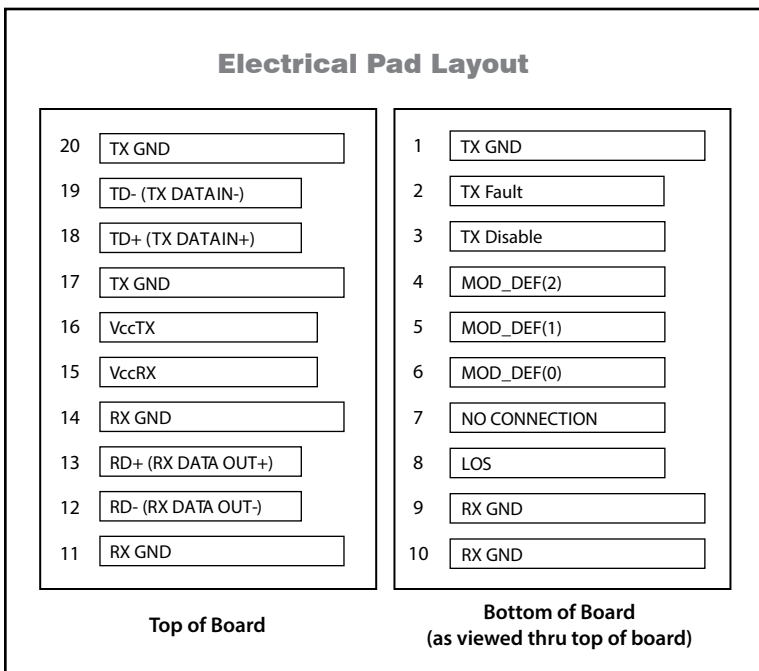 Electrical Pad Layout
20 TX GND
19 TD- (TX DATAIN-)
18 TD+ (TX DATAIN+)
17 TX GND
16 VccTX
15 VccRX
14 RX GND
13 RD+ (RX DATA OUT+)
12 RD- (RX DATA OUT-)
11 RX GND
Top of Board
1 TX GND
2 TX Fault
3 TX Disable
4 MOD_DEF(2)
5 MOD_DEF(1)
6 MOD_DEF(0)
7 NO CONNECTION
8 LOS
9 RX GND
10 RX GND
Bottom of Board
(as viewed thru top of board)